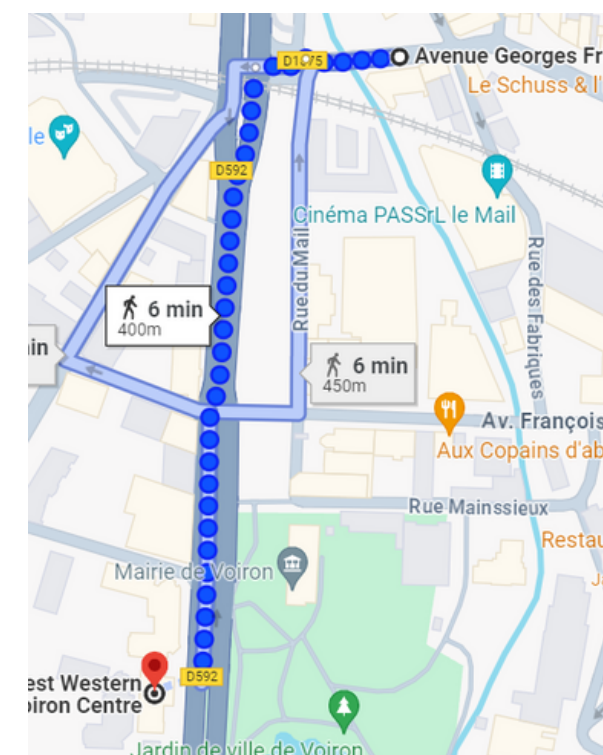 D1075
Avenue Georges Fr
Le Schuss & l'
le
D592
Cinéma PASSrL le Mail
Rue du Mail
Rue des Fabriques
6 min
400m
in
6 min
450m
Av. François
Aux Copains d'ab
Rue Mainssieux
Restau
Mairie de Voiron
est Western
oiron Centre
D592
Jardin de ville de Voiron